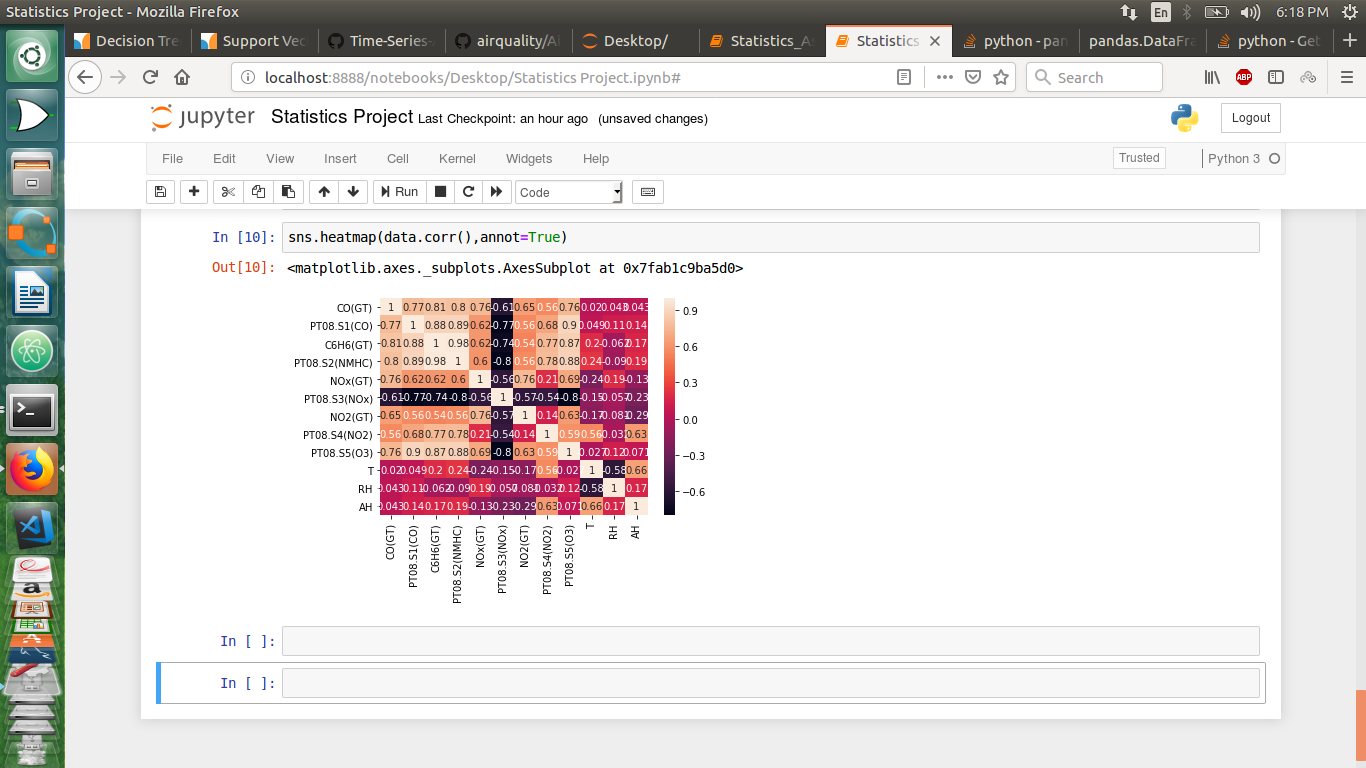 Statistics Project - Mozilla Firefox
En
6:18 PM
Decision Tre
Support Vec
Time-Series-
airquality/Ai
Desktop/
Statistics_As
Statistics
python - pan
pandas.DataFra
python - Get
localhost:8888/notebooks/Desktop/Statistics Project.ipynb#
Search
ABP
jupyter
Statistics Project Last Checkpoint: an hour ago (unsaved changes)
Logout
File Edit View Insert Cell Kernel Widgets Help
Trusted
Python 3
Run
Code
In [10]: sns.heatmap(data.corr(),annot=True)
Out[10]: <matplotlib.axes._subplots.AxesSubplot at 0x7fab1c9ba5d0>
CO(GT) 1 0.77 0.81 0.8 0.76 -0.61 0.65 0.56 0.76 0.02 0.043 0.043
PT08.S1(CO) 0.77 1 0.88 0.89 0.62 -0.77 0.56 0.68 0.9 0.049 0.11 0.14
C6H6(GT) 0.81 0.88 1 0.98 0.62 -0.74 0.54 0.77 0.87 0.2 -0.062 0.17
PT08.S2(NMHC) 0.8 0.89 0.98 1 0.6 -0.8 0.56 0.78 0.88 0.24 -0.09 0.19
NOx(GT) 0.76 0.62 0.62 0.6 1 -0.56 0.76 0.21 0.69 -0.24 0.19 -0.13
PT08.S3(NOx) -0.61 -0.77 -0.74 -0.8 -0.56 1 -0.57 -0.54 -0.8 -0.15 -0.057 -0.23
NO2(GT) 0.65 0.56 0.54 0.56 0.76 -0.57 1 0.14 0.63 -0.17 -0.081 -0.29
PT08.S4(NO2) 0.56 0.68 0.77 0.78 0.21 -0.54 0.14 1 0.59 0.56 -0.032 0.63
PT08.S5(O3) 0.76 0.9 0.87 0.88 0.69 -0.8 0.63 0.59 1 -0.027 0.12 0.071
T 0.02 0.049 0.2 0.24 -0.24 -0.15 -0.17 0.56 0.027 1 -0.58 0.66
RH 0.043 0.11 -0.062 -0.09 0.19 -0.057 -0.081 -0.032 0.12 -0.58 1 0.17
AH 0.043 0.14 0.17 0.19 -0.13 -0.23 -0.29 0.63 0.071 0.66 0.17 1
CO(GT)
PT08.S1(CO)
C6H6(GT)
PT08.S2(NMHC)
NOx(GT)
PT08.S3(NOx)
NO2(GT)
PT08.S4(NO2)
PT08.S5(O3)
T
RH
AH
0.9
0.6
0.3
0.0
−0.3
−0.6
In [ ]:
In [ ]: